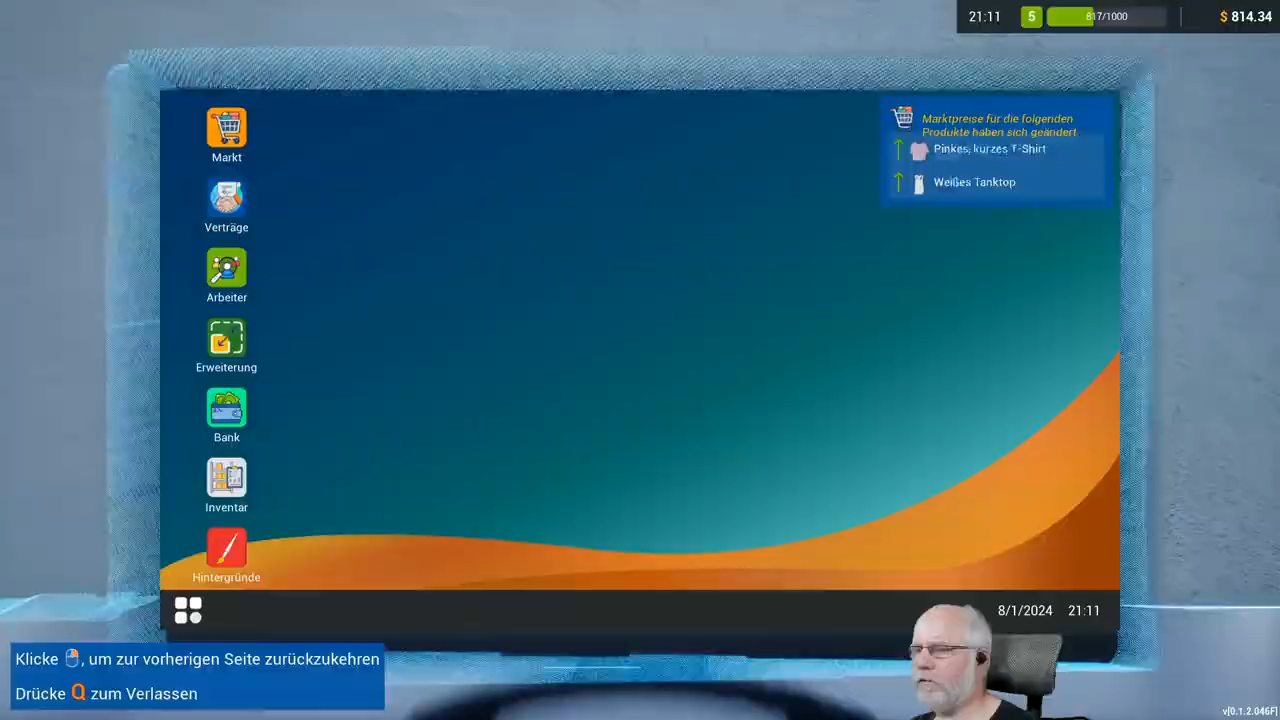 21:11
5
817/1000
$ 814.34
Markt
Verträge
Arbeiter
Erweiterung
Bank
Inventar
Hintergründe
Marktpreise für die folgenden
Produkte haben sich geändert
Pinkes, kurzes T-Shirt
Weißes Tanktop
8/1/2024 21:11
Klicke , um zur vorherigen Seite zurückzukehren
Drücke Q zum Verlassen
v[0.1.2.046F]